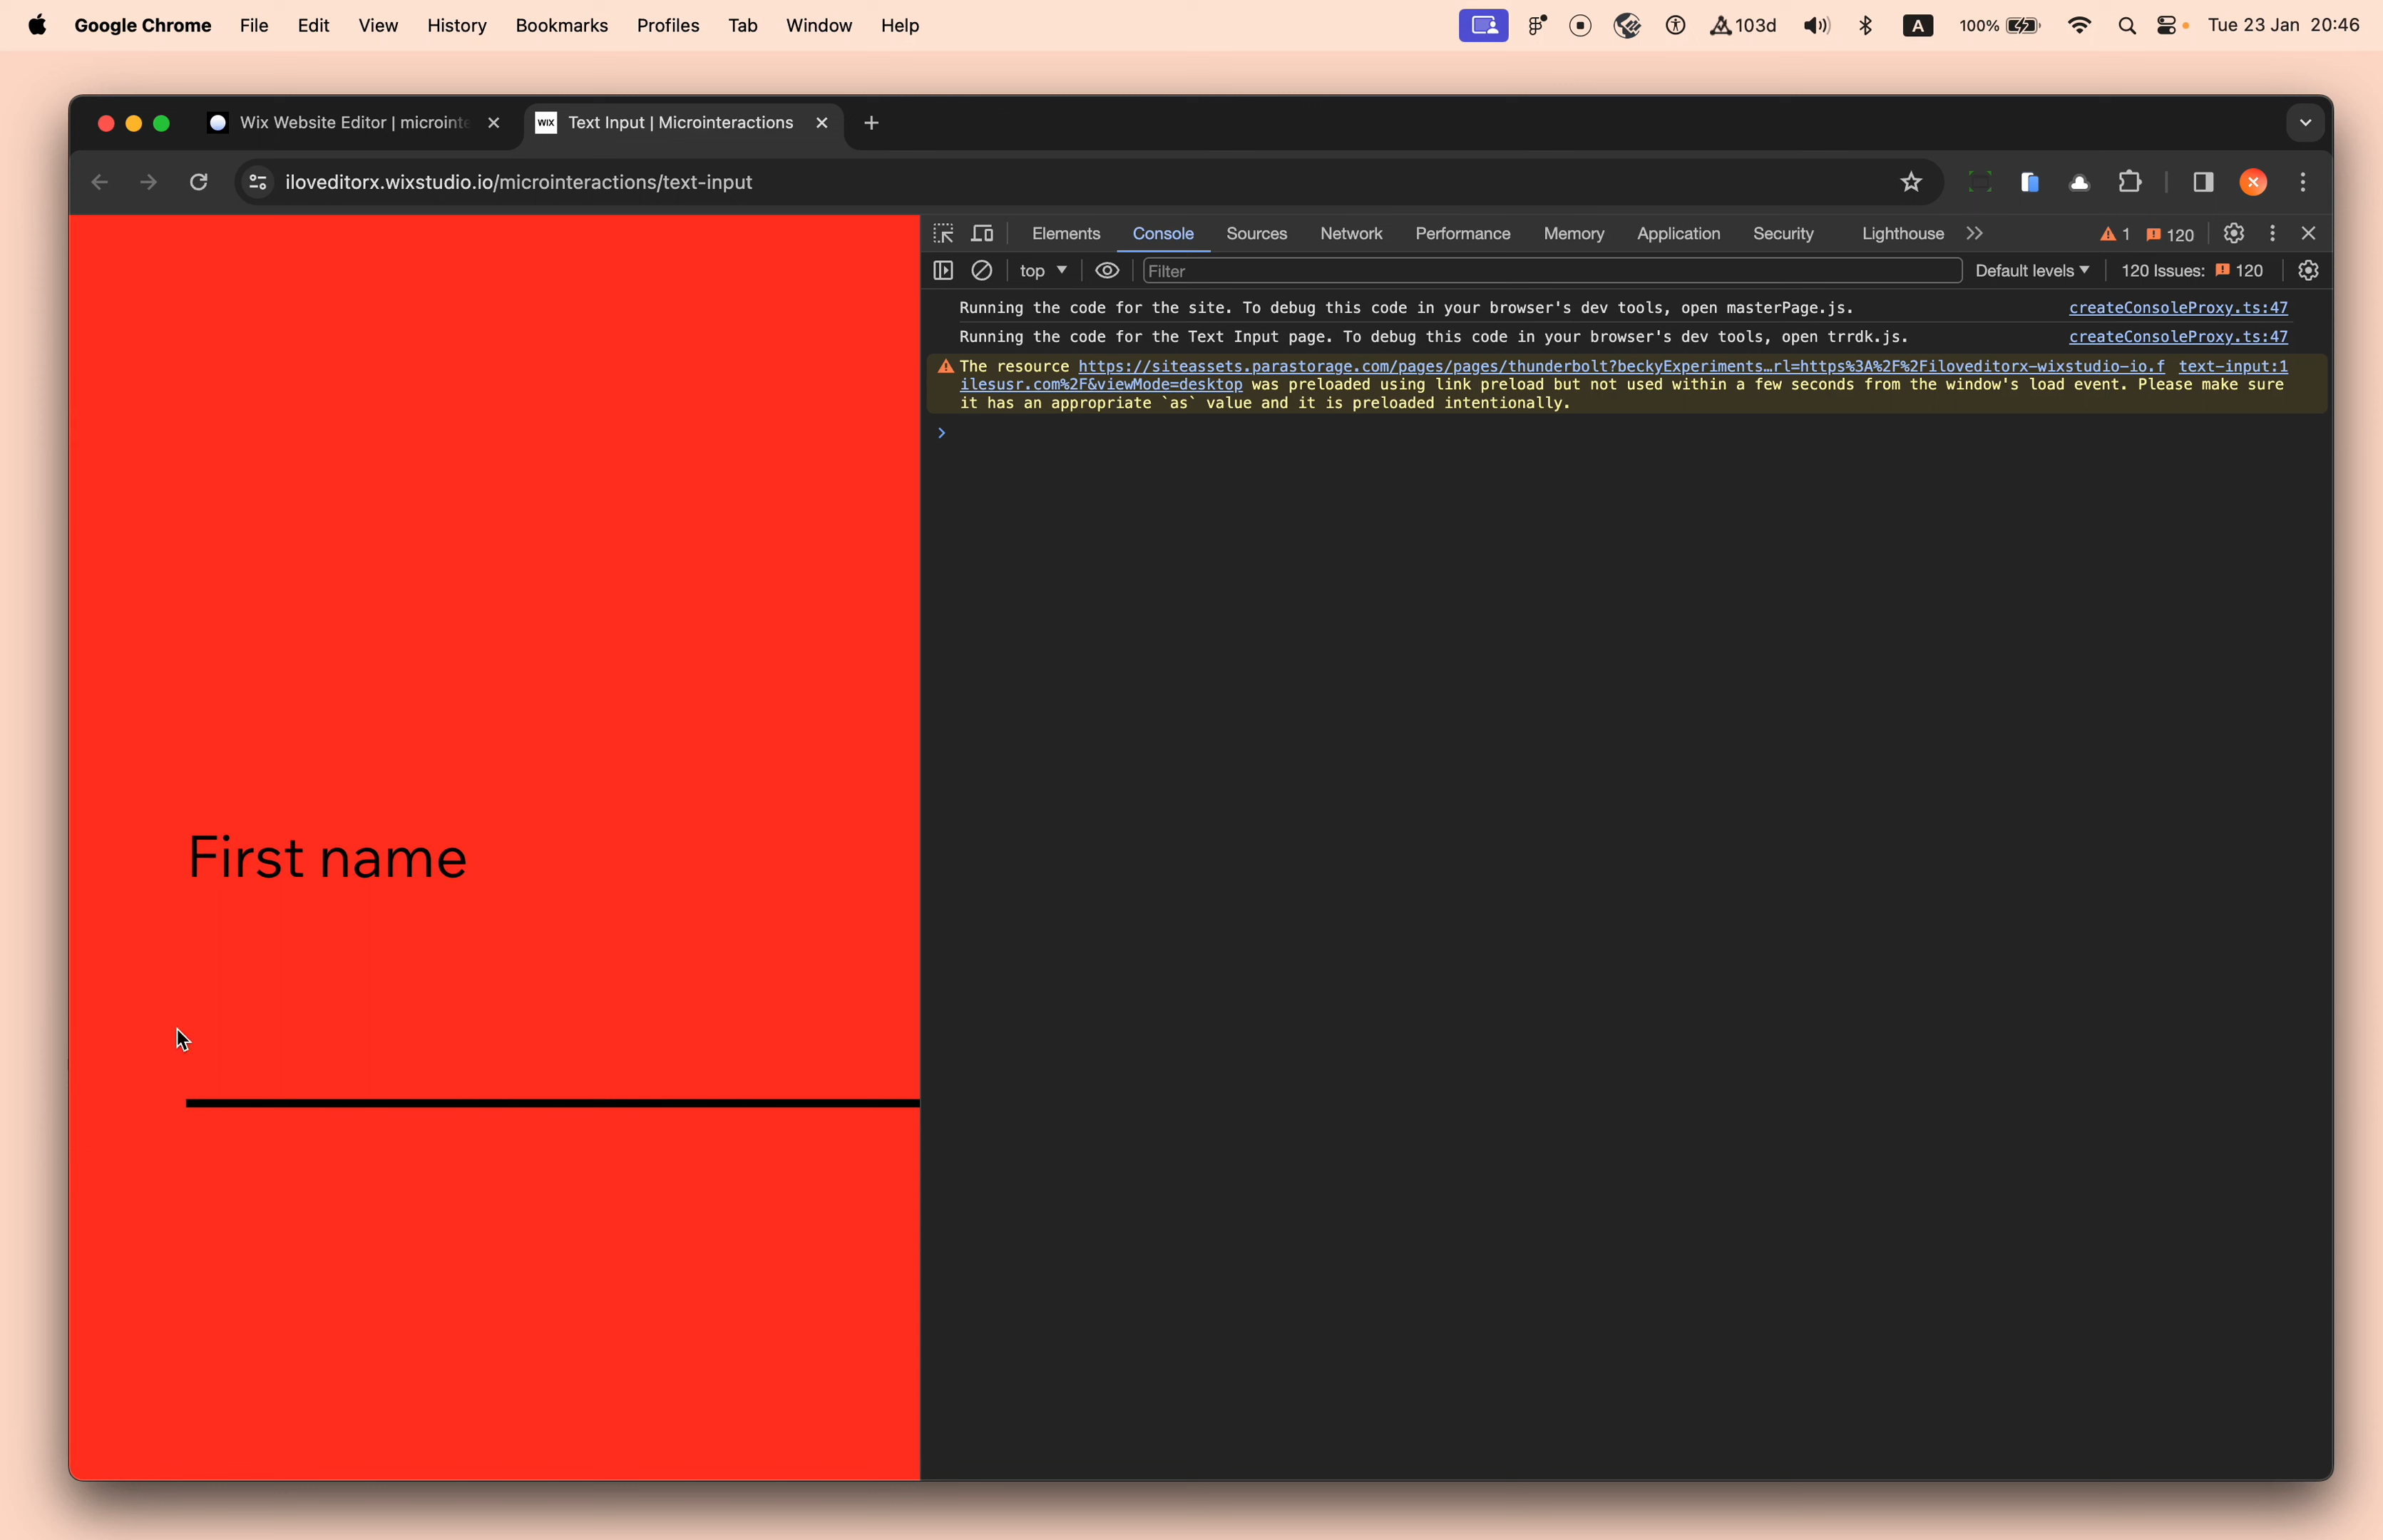 Google Chrome File Edit View History Bookmarks Profiles Tab Window Help 103d A 100% Tue 23 Jan 20:46
Wix Website Editor | microinte WIX Text Input | Microinteractions
iloveditorx.wixstudio.io/microinteractions/text-input
Elements Console Sources Network Performance Memory Application Security Lighthouse 1 120
top Filter Default levels 120 Issues: 120
Running the code for the site. To debug this code in your browser's dev tools, open masterPage.js. createConsoleProxy.ts:47
Running the code for the Text Input page. To debug this code in your browser's dev tools, open trrdk.js. createConsoleProxy.ts:47
The resource https://siteassets.parastorage.com/pages/pages/thunderbolt?beckyExperiments…rl=https%3A%2F%2Filoveditorx-wixstudio-io.f text-input:1
ilesusr.com%2F&viewMode=desktop was preloaded using link preload but not used within a few seconds from the window's load event. Please make sure
it has an appropriate `as` value and it is preloaded intentionally.
First name